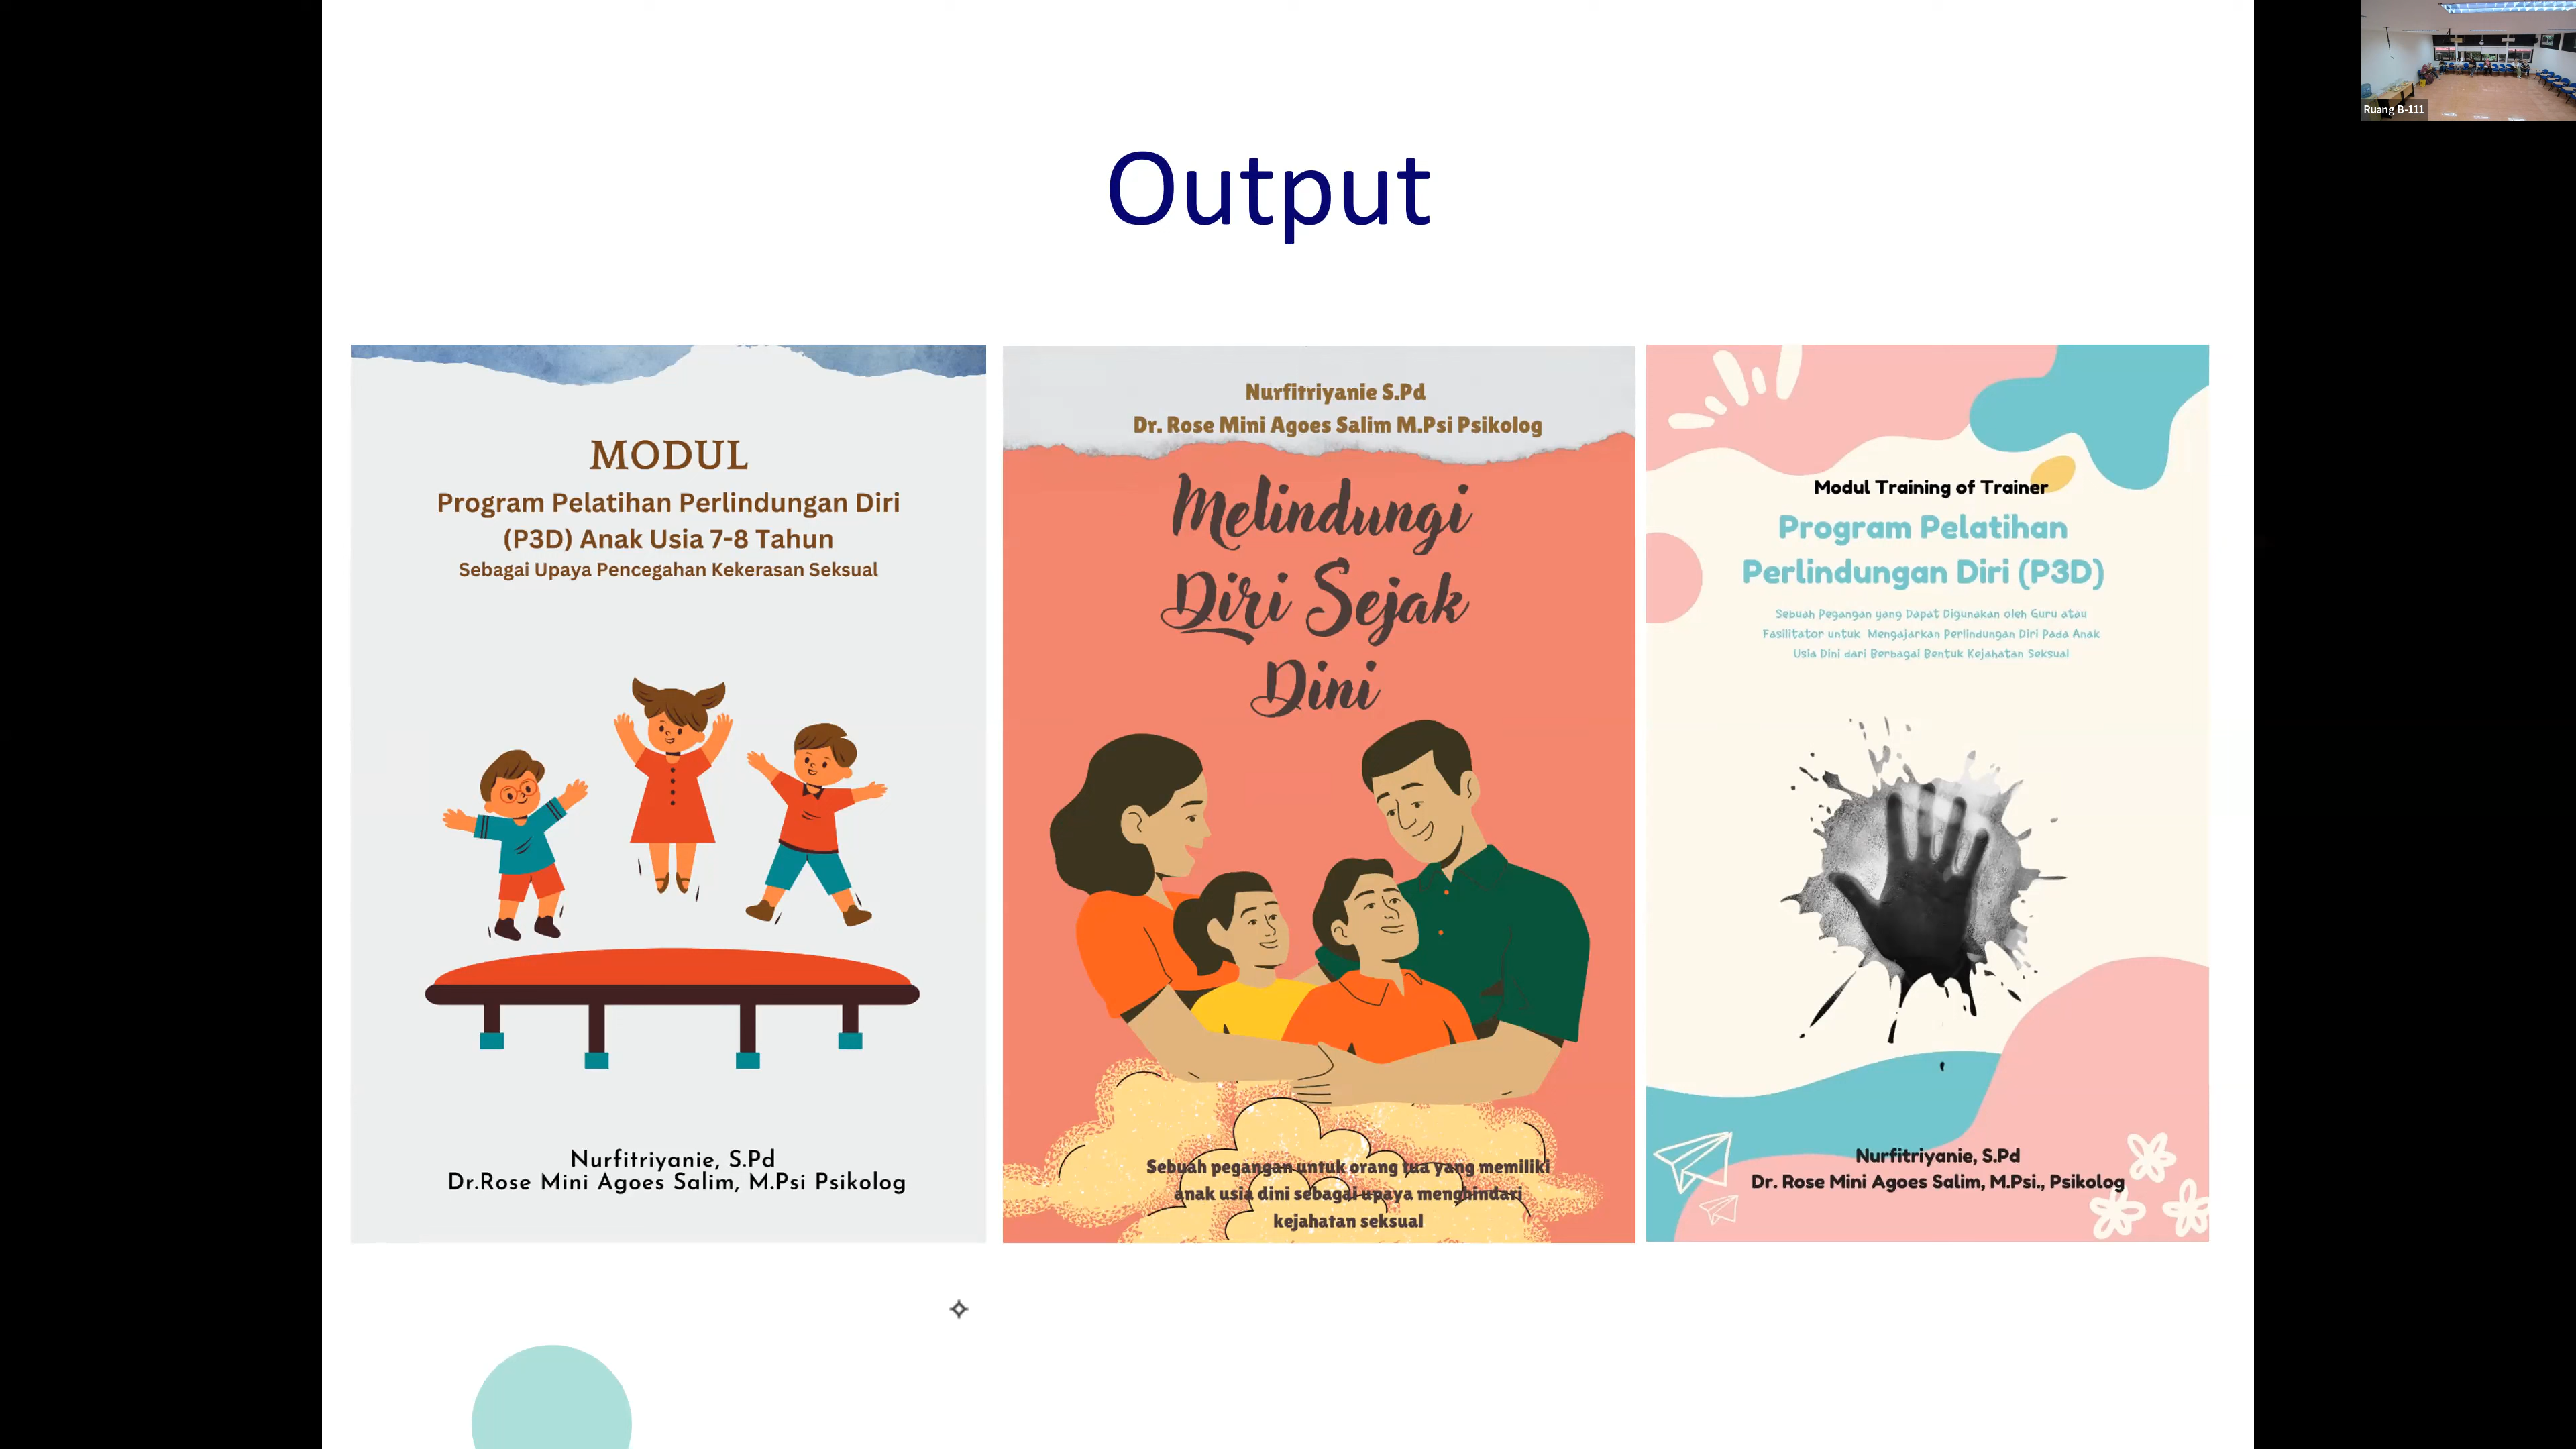 Ruang B-111
Output
MODUL
Program Pelatihan Perlindungan Diri
(P3D) Anak Usia 7-8 Tahun
Sebagai Upaya Pencegahan Kekerasan Seksual
Nurfitriyanie, S.Pd
Dr.Rose Mini Agoes Salim, M.Psi Psikolog
Nurfitriyanie S.Pd
Dr. Rose Mini Agoes Salim M.Psi Psikolog
Melindungi
Diri Sejak
Dini
Sebuah pegangan untuk orang tua yang memiliki
anak usia dini sebagai upaya menghindari
kejahatan seksual
Modul Training of Trainer
Program Pelatihan
Perlindungan Diri (P3D)
Sebuah Pegangan yang Dapat Digunakan oleh Guru atau
Fasilitator untuk Mengajarkan Perlindungan Diri Pada Anak
Usia Dini dari Berbagai Bentuk Kejahatan Seksual
Nurfitriyanie, S.Pd
Dr. Rose Mini Agoes Salim, M.Psi., Psikolog